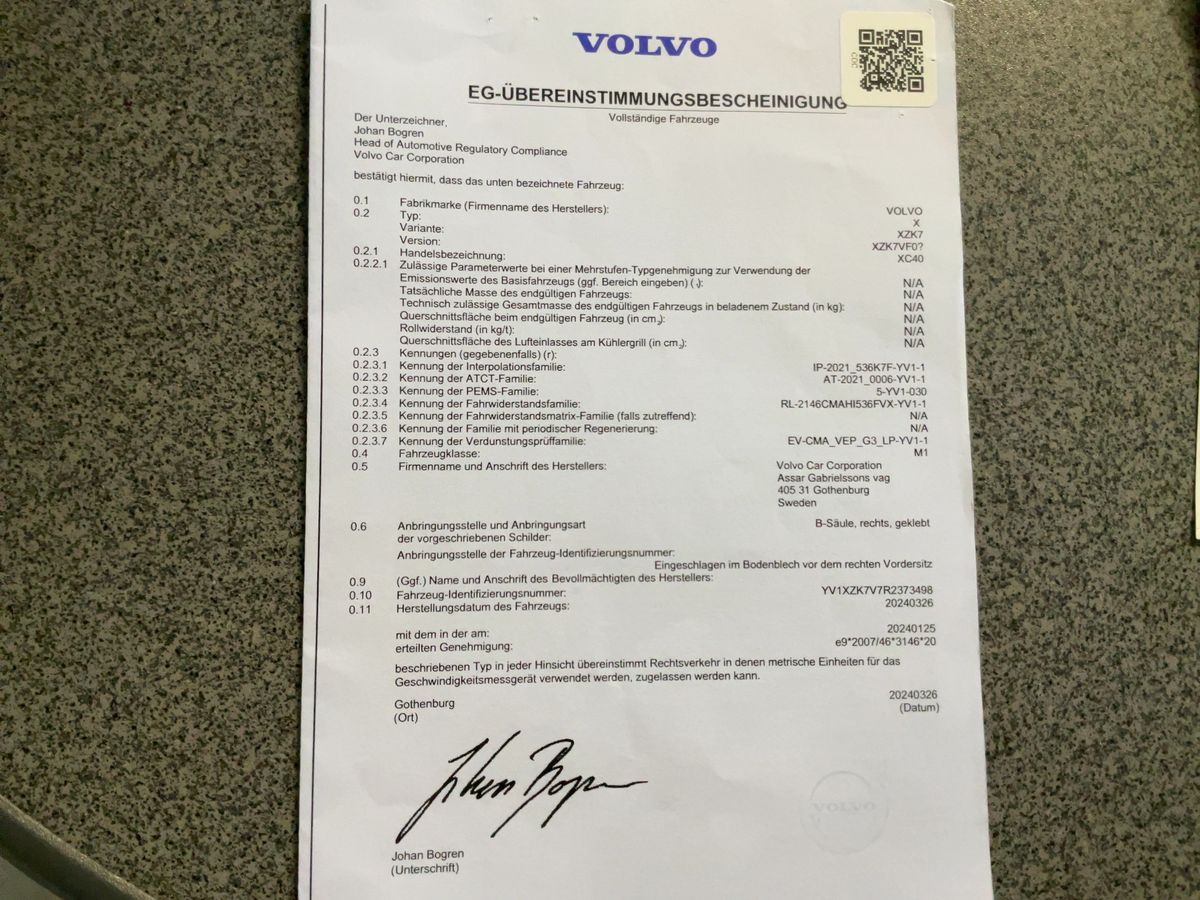 VOLVO
COC
EG-ÜBEREINSTIMMUNGSBESCHEINIGUNG
Vollständige Fahrzeuge
Der Unterzeichner,
Johan Bogren
Head of Automotive Regulatory Compliance
Volvo Car Corporation
bestätigt hiermit, dass das unten bezeichnete Fahrzeug:
0.1 Fabrikmarke (Firmenname des Herstellers): VOLVO
0.2 Typ: X
Variante: XZK7
Version: XZK7VF0?
0.2.1 Handelsbezeichnung: XC40
0.2.2.1 Zulässige Parameterwerte bei einer Mehrstufen-Typgenehmigung zur Verwendung der
Emissionswerte des Basisfahrzeugs (ggf. Bereich eingeben) (.): N/A
Tatsächliche Masse des endgültigen Fahrzeugs: N/A
Technisch zulässige Gesamtmasse des endgültigen Fahrzeugs in beladenem Zustand (in kg): N/A
Querschnittsfläche beim endgültigen Fahrzeug (in cm²): N/A
Rollwiderstand (in kg/t): N/A
Querschnittsfläche des Lufteinlasses am Kühlergrill (in cm²): N/A
0.2.3 Kennungen (gegebenenfalls) (r):
0.2.3.1 Kennung der Interpolationsfamilie: IP-2021_536K7F-YV1-1
0.2.3.2 Kennung der ATCT-Familie: AT-2021_0006-YV1-1
0.2.3.3 Kennung der PEMS-Familie: 5-YV1-030
0.2.3.4 Kennung der Fahrwiderstandsfamilie: RL-2146CMAHI536FVX-YV1-1
0.2.3.5 Kennung der Fahrwiderstandsmatrix-Familie (falls zutreffend): N/A
0.2.3.6 Kennung der Familie mit periodischer Regenerierung: N/A
0.2.3.7 Kennung der Verdunstungsprüffamilie: EV-CMA_VEP_G3_LP-YV1-1
0.4 Fahrzeugklasse: M1
0.5 Firmenname und Anschrift des Herstellers: Volvo Car Corporation
Assar Gabrielssons vag
405 31 Gothenburg
Sweden
0.6 Anbringungsstelle und Anbringungsart B-Säule, rechts, geklebt
der vorgeschriebenen Schilder:
Anbringungsstelle der Fahrzeug-Identifizierungsnummer:
Eingeschlagen im Bodenblech vor dem rechten Vordersitz
0.9 (Ggf.) Name und Anschrift des Bevollmächtigten des Herstellers:
0.10 Fahrzeug-Identifizierungsnummer: YV1XZK7V7R2373498
0.11 Herstellungsdatum des Fahrzeugs: 20240326
mit dem in der am: 20240125
erteilten Genehmigung: e9*2007/46*3146*20
beschriebenen Typ in jeder Hinsicht übereinstimmt Rechtsverkehr in denen metrische Einheiten für das
Geschwindigkeitsmessgerät verwendet werden, zugelassen werden kann.
Gothenburg 20240326
(Ort) (Datum)
Johan Bogren
VOLVO
Johan Bogren
(Unterschrift)